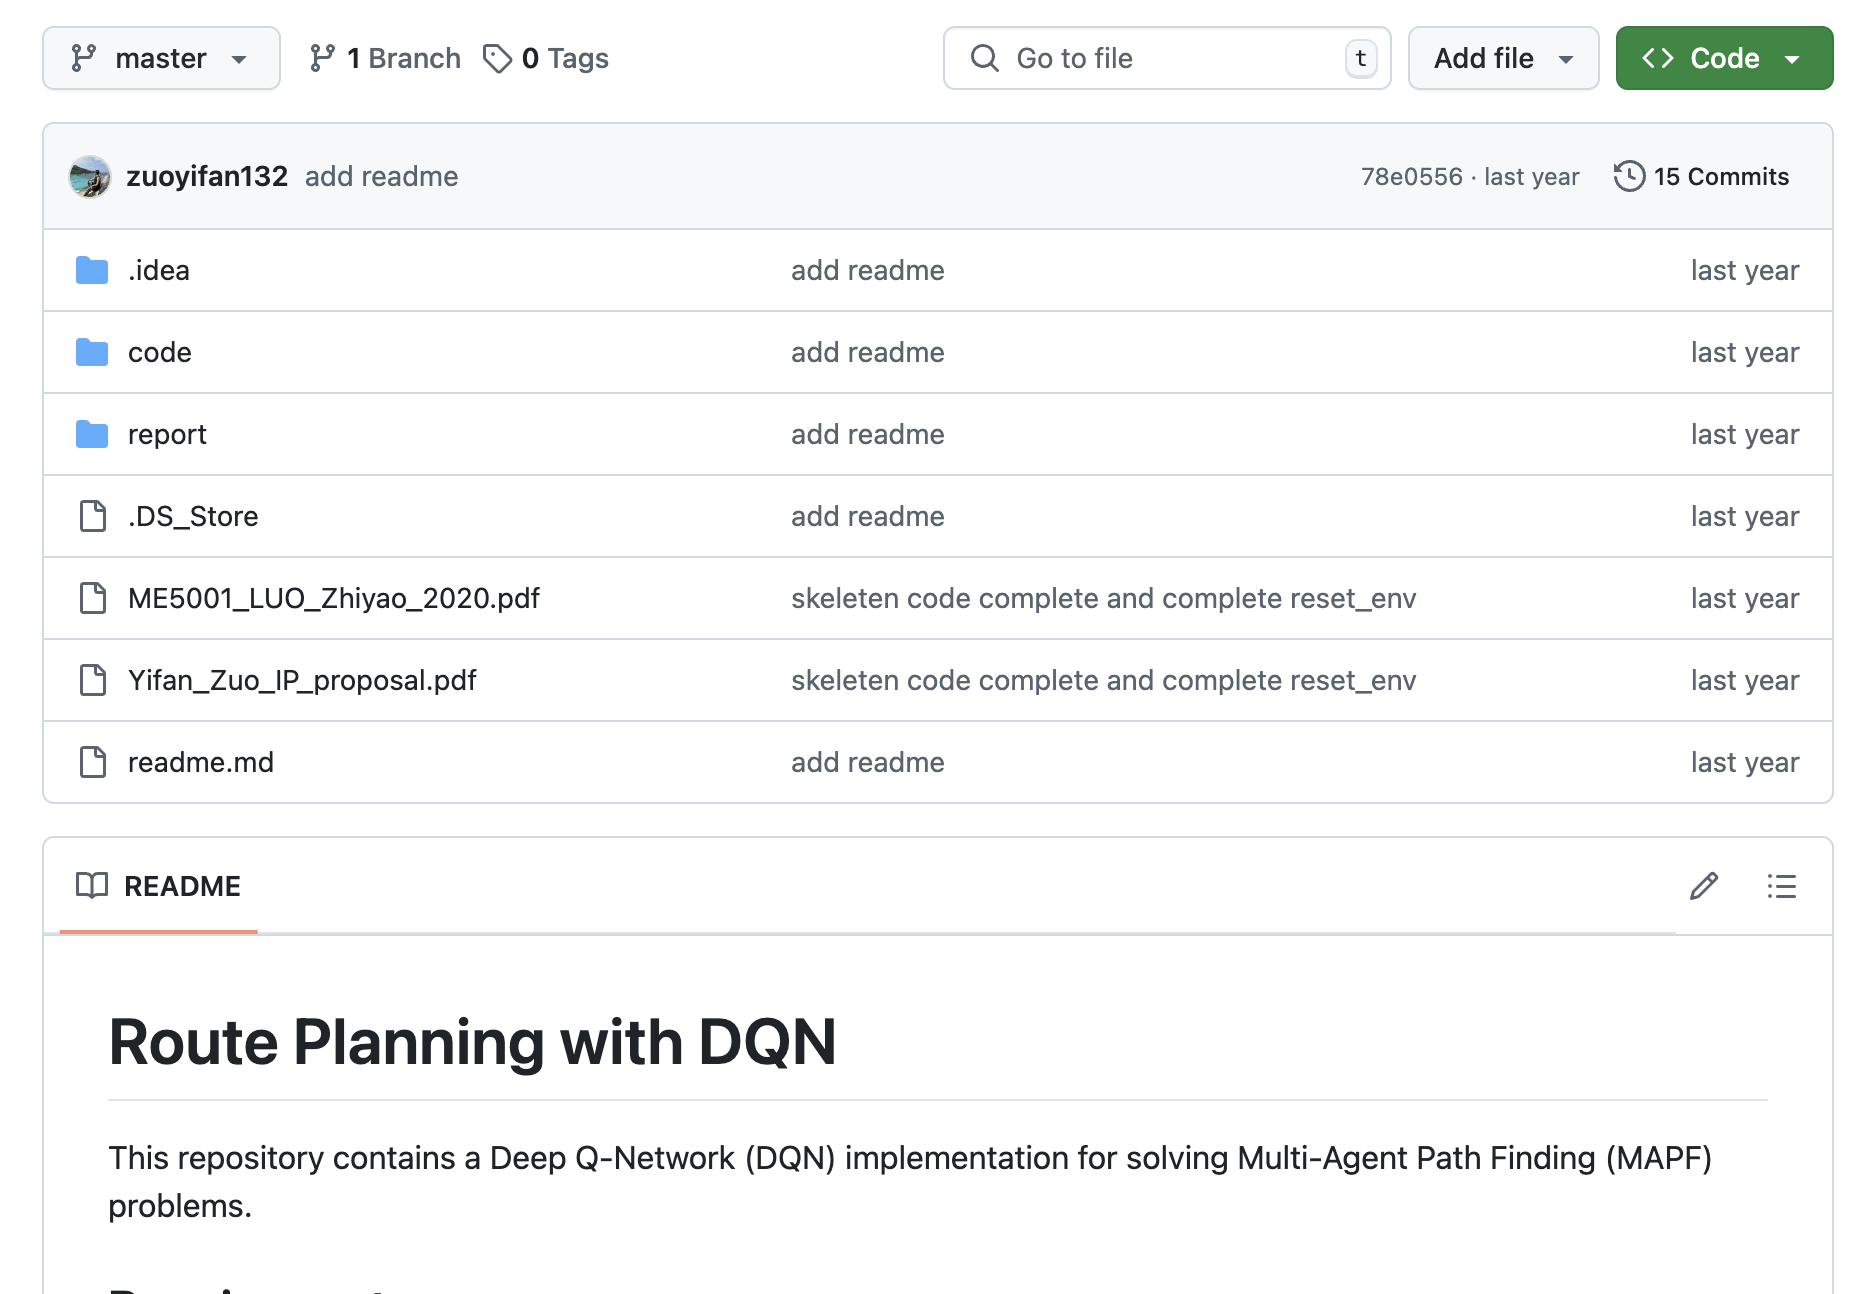 master 1 Branch 0 Tags Go to file t Add file Code
zuoyifan132 add readme 78e0556 · last year 15 Commits
.idea add readme last year
code add readme last year
report add readme last year
.DS_Store add readme last year
ME5001_LUO_Zhiyao_2020.pdf skeleten code complete and complete reset_env last year
Yifan_Zuo_IP_proposal.pdf skeleten code complete and complete reset_env last year
readme.md add readme last year
README
Route Planning with DQN
This repository contains a Deep Q-Network (DQN) implementation for solving Multi-Agent Path Finding (MAPF)
problems.